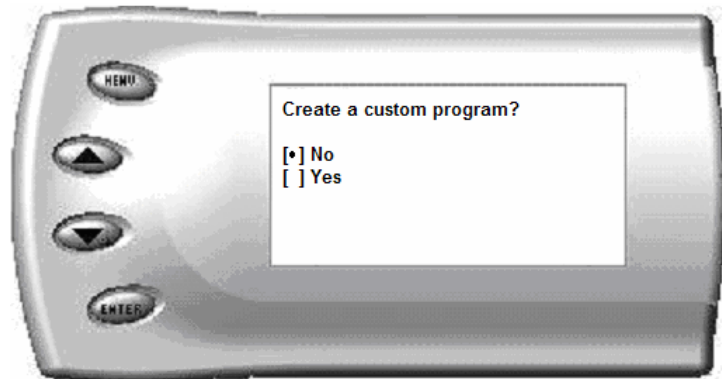 MENU
Create a custom program?
[•] No
[ ] Yes
ENTER